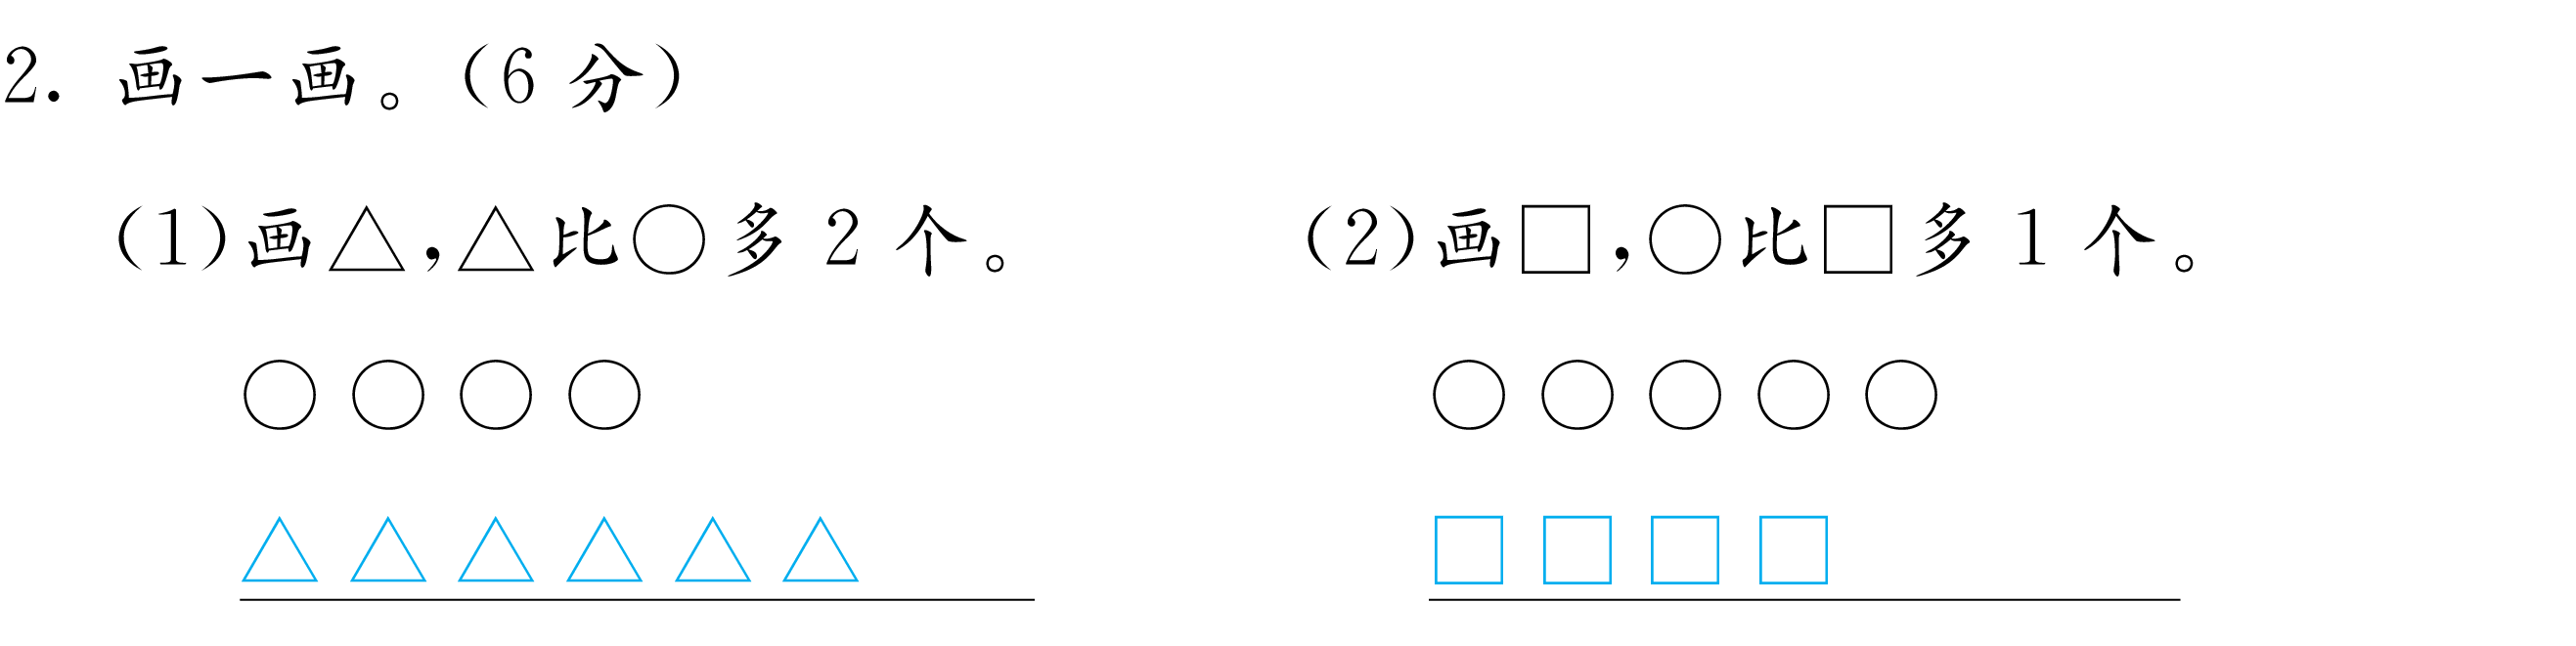 2. 画一画。(6 分)
(1)画△,△比○多 2 个。
(2)画□,○比□多 1 个。